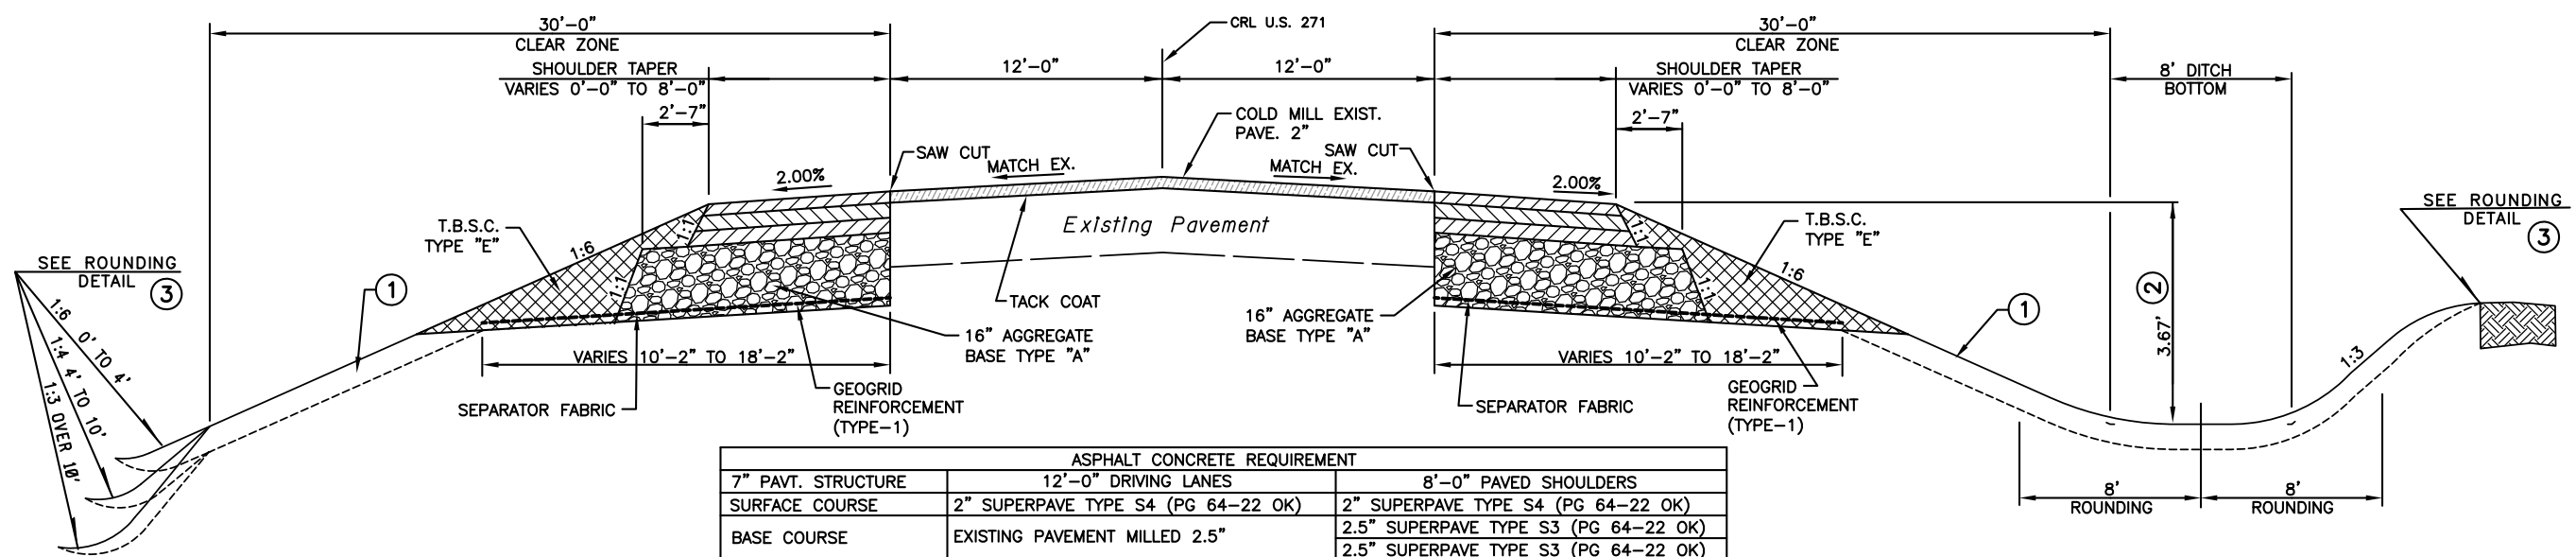 30'-0"
CLEAR ZONE
SHOULDER TAPER
VARIES 0'-0" TO 8'-0"
2'-7"
12'-0"
CRL U.S. 271
12'-0"
30'-0"
CLEAR ZONE
SHOULDER TAPER
VARIES 0'-0" TO 8'-0"
2'-7"
8' DITCH
BOTTOM
COLD MILL EXIST.
PAVE. 2"
SAW CUT
MATCH EX.
2.00%
SAW CUT
MATCH EX.
2.00%
T.B.S.C.
TYPE "E"
1:6
1:1
1:1
Existing Pavement
1:1
1:1
T.B.S.C.
TYPE "E"
1:6
SEE ROUNDING
DETAIL 3
SEE ROUNDING
DETAIL 3
1
1:6 0' TO 4'
1:4 4' TO 10'
1:3 OVER 10'
TACK COAT
16" AGGREGATE
BASE TYPE "A"
16" AGGREGATE
BASE TYPE "A"
1
2
3.67'
1:3
VARIES 10'-2" TO 18'-2"
SEPARATOR FABRIC
GEOGRID
REINFORCEMENT
(TYPE-1)
VARIES 10'-2" TO 18'-2"
SEPARATOR FABRIC
GEOGRID
REINFORCEMENT
(TYPE-1)
8'
ROUNDING
8'
ROUNDING
ASPHALT CONCRETE REQUIREMENT
7" PAVT. STRUCTURE 12'-0" DRIVING LANES 8'-0" PAVED SHOULDERS
SURFACE COURSE 2" SUPERPAVE TYPE S4 (PG 64-22 OK) 2" SUPERPAVE TYPE S4 (PG 64-22 OK)
BASE COURSE EXISTING PAVEMENT MILLED 2.5" 2.5" SUPERPAVE TYPE S3 (PG 64-22 OK)
2.5" SUPERPAVE TYPE S3 (PG 64-22 OK)